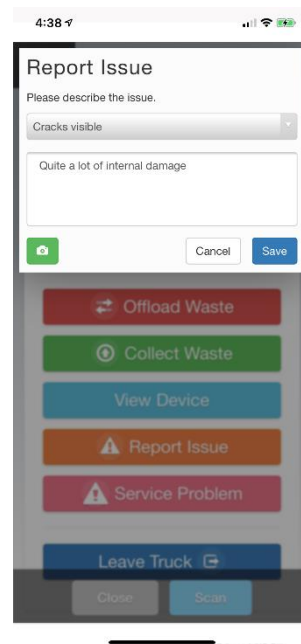 4:38
Report Issue
Please describe the issue.
Cracks visible
Quite a lot of internal damage
Cancel Save
Offload Waste
Collect Waste
View Device
Report Issue
Service Problem
Leave Truck
Close Scan